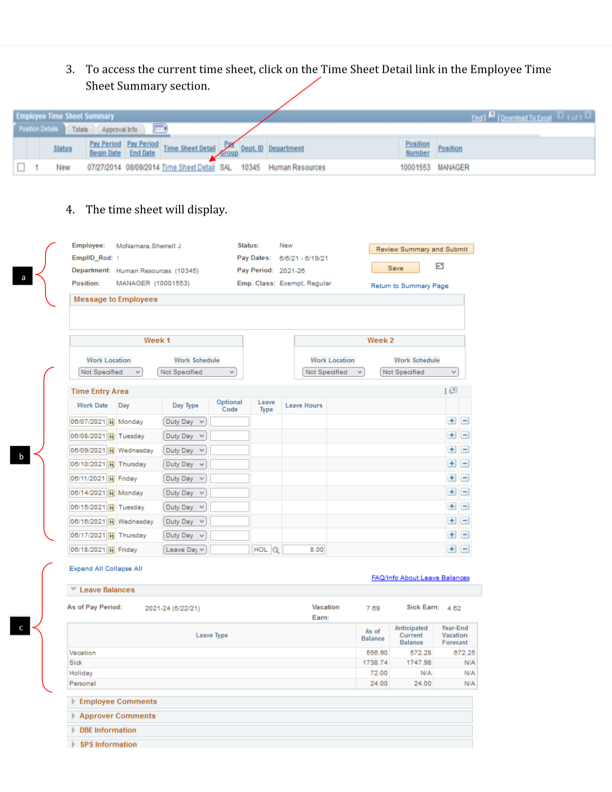 3. To access the current time sheet, click on the Time Sheet Detail link in the Employee Time
Sheet Summary section.
Employee Time Sheet Summary Find | Download To Excel 1 of 1
Position Details Totals Approval Info
Status Pay Period Begin Date Pay Period End Date Time Sheet Detail Pay Group Dept. ID Department Position Number Position
1 New 07/27/2014 08/09/2014 Time Sheet Detail SAL 10345 Human Resources 10001553 MANAGER
4. The time sheet will display.
a
Employee: McNamara,Sherrell J Status: New Review Summary and Submit
EmplID_Rcd: Pay Dates: 6/6/21 - 6/19/21
Department: Human Resources (10345) Pay Period: 2021-26 Save
Position: MANAGER (10001553) Emp. Class: Exempt, Regular Return to Summary Page
Message to Employees
Week 1 Week 2
Work Location Work Schedule Work Location Work Schedule
Not Specified Not Specified Not Specified Not Specified
b
Time Entry Area
Work Date Day Day Type Optional Code Leave Type Leave Hours
06/07/2021 Monday Duty Day
06/08/2021 Tuesday Duty Day
06/09/2021 Wednesday Duty Day
06/10/2021 Thursday Duty Day
06/11/2021 Friday Duty Day
06/14/2021 Monday Duty Day
06/15/2021 Tuesday Duty Day
06/16/2021 Wednesday Duty Day
06/17/2021 Thursday Duty Day
06/18/2021 Friday Leave Day HOL 8.00
Expand All Collapse All
FAQ/Info About Leave Balances
c
Leave Balances
As of Pay Period: 2021-24 (5/22/21) Vacation Earn: 7.69 Sick Earn: 4.62
Leave Type As of Balance Anticipated Current Balance Year-End Vacation Forecast
Vacation 556.90 572.28 672.25
Sick 1738.74 1747.98 N/A
Holiday 72.00 N/A N/A
Personal 24.00 24.00 N/A
Employee Comments
Approver Comments
DBE Information
SPS Information